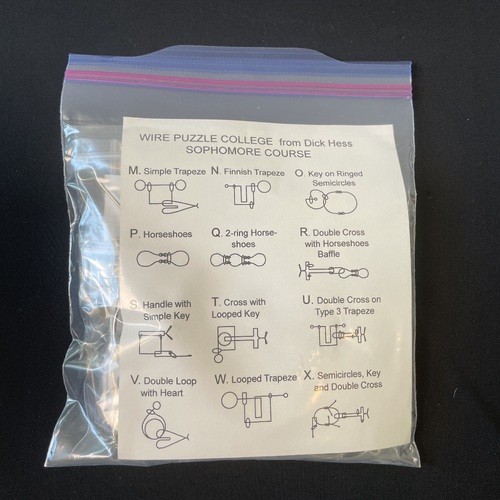 WIRE PUZZLE COLLEGE from Dick Hess
SOPHOMORE COURSE
M. Simple Trapeze N. Finnish Trapeze O. Key on Ringed
Semicircles
P. Horseshoes Q. 2-ring Horse-
shoes
R. Double Cross
with Horseshoes
Baffle
S. Handle with
Simple Key
T. Cross with
Looped Key
U. Double Cross on
Type 3 Trapeze
V. Double Loop
with Heart
W. Looped Trapeze
X. Semicircles, Key
and Double Cross